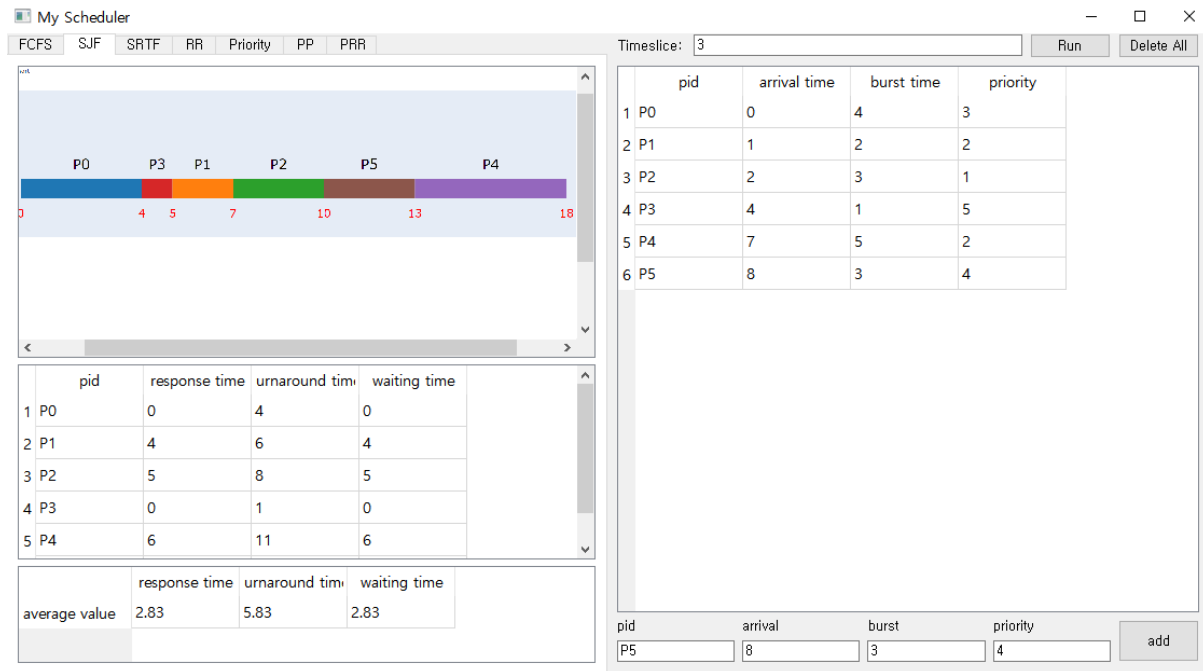 My Scheduler
FCFS SJF SRTF RR Priority PP PRR
Timeslice: 3 Run Delete All
P0 P3 P1 P2 P5 P4
0 4 5 7 10 13 18
pid response time urnaround tim waiting time
1 P0 0 4 0
2 P1 4 6 4
3 P2 5 8 5
4 P3 0 1 0
5 P4 6 11 6
response time urnaround tim waiting time
average value 2.83 5.83 2.83
pid arrival time burst time priority
1 P0 0 4 3
2 P1 1 2 2
3 P2 2 3 1
4 P3 4 1 5
5 P4 7 5 2
6 P5 8 3 4
pid arrival burst priority
P5 8 3 4 add